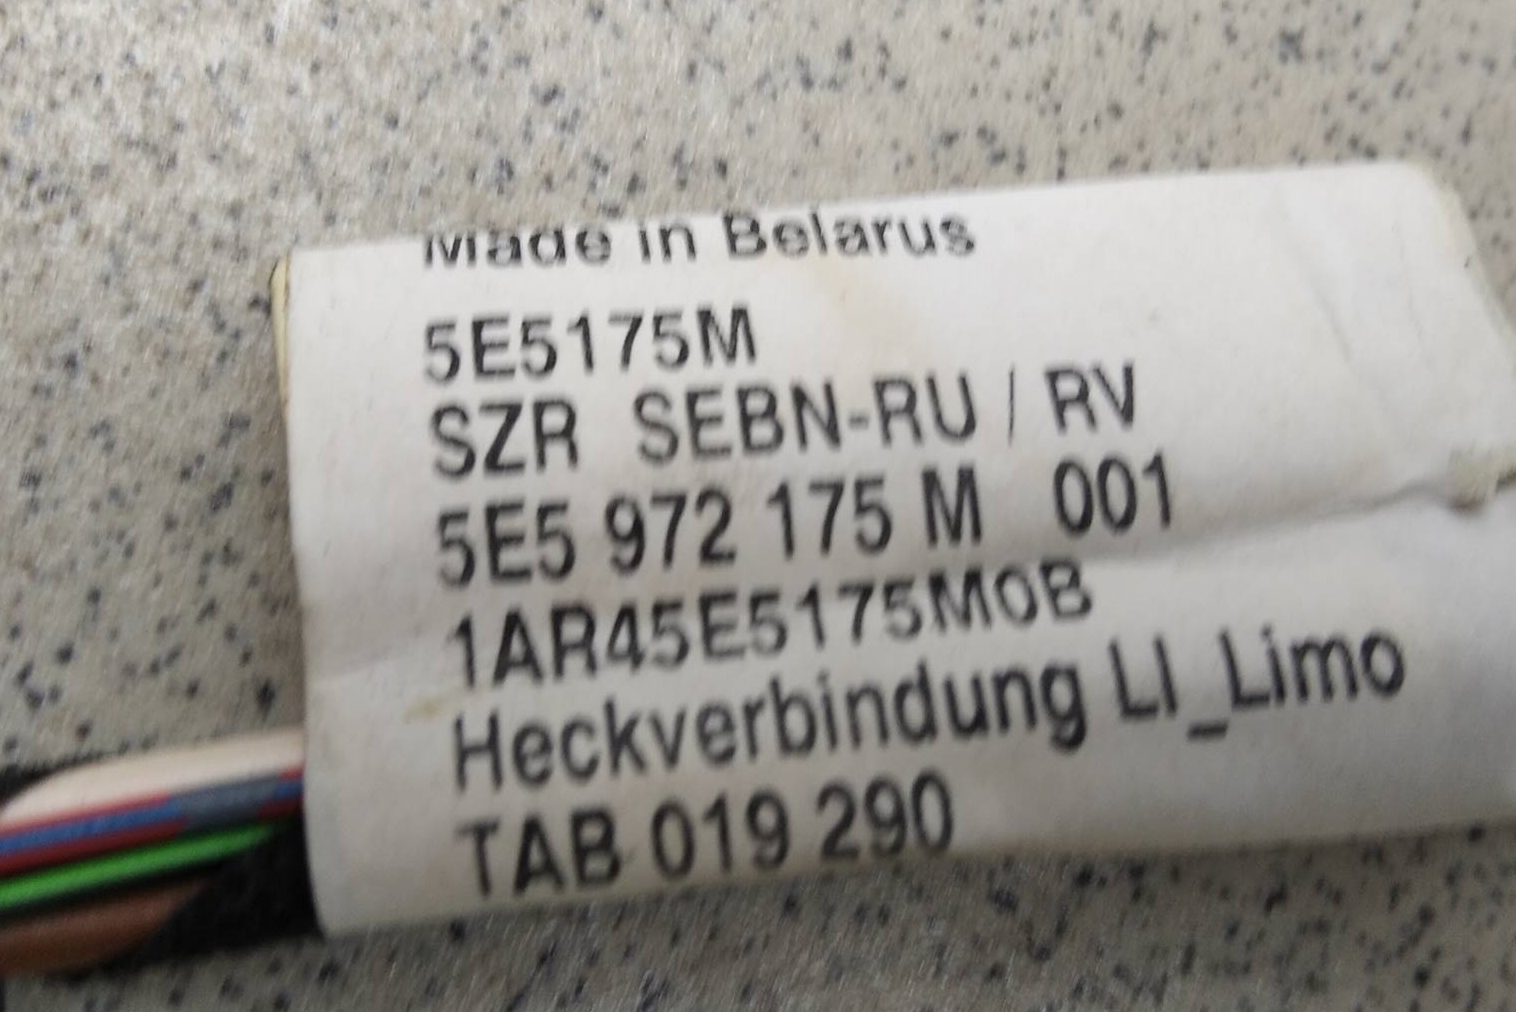 Made in Belarus
5E5175M
SZR SEBN-RU / RV
5E5 972 175 M 001
1AR45E5175M0B
Heckverbindung LI_Limo
TAB 019 290